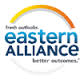 fresh outlooks.
eastern
ALLIANCE
better outcomes.